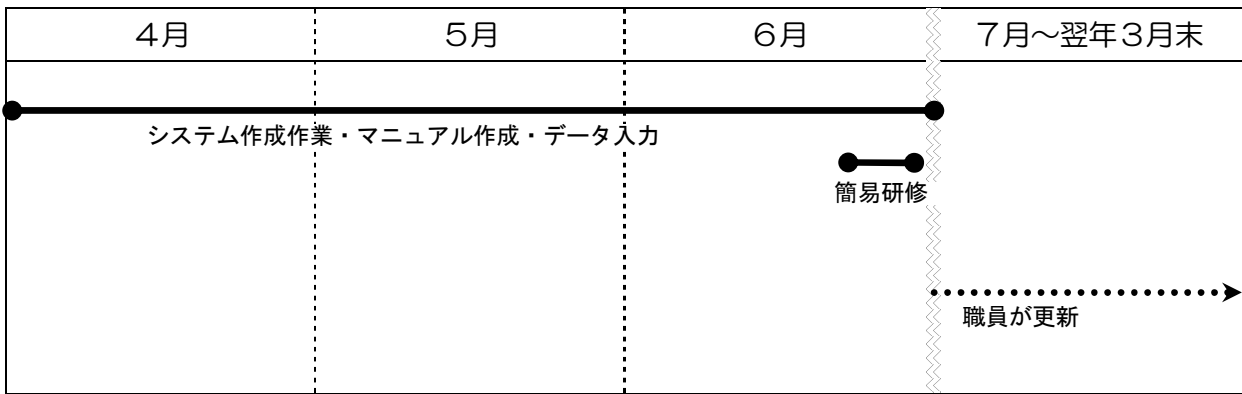 ４月
５月
６月
７月～翌年３月末
システム作成作業・マニュアル作成・データ入力
簡易研修
職員が更新